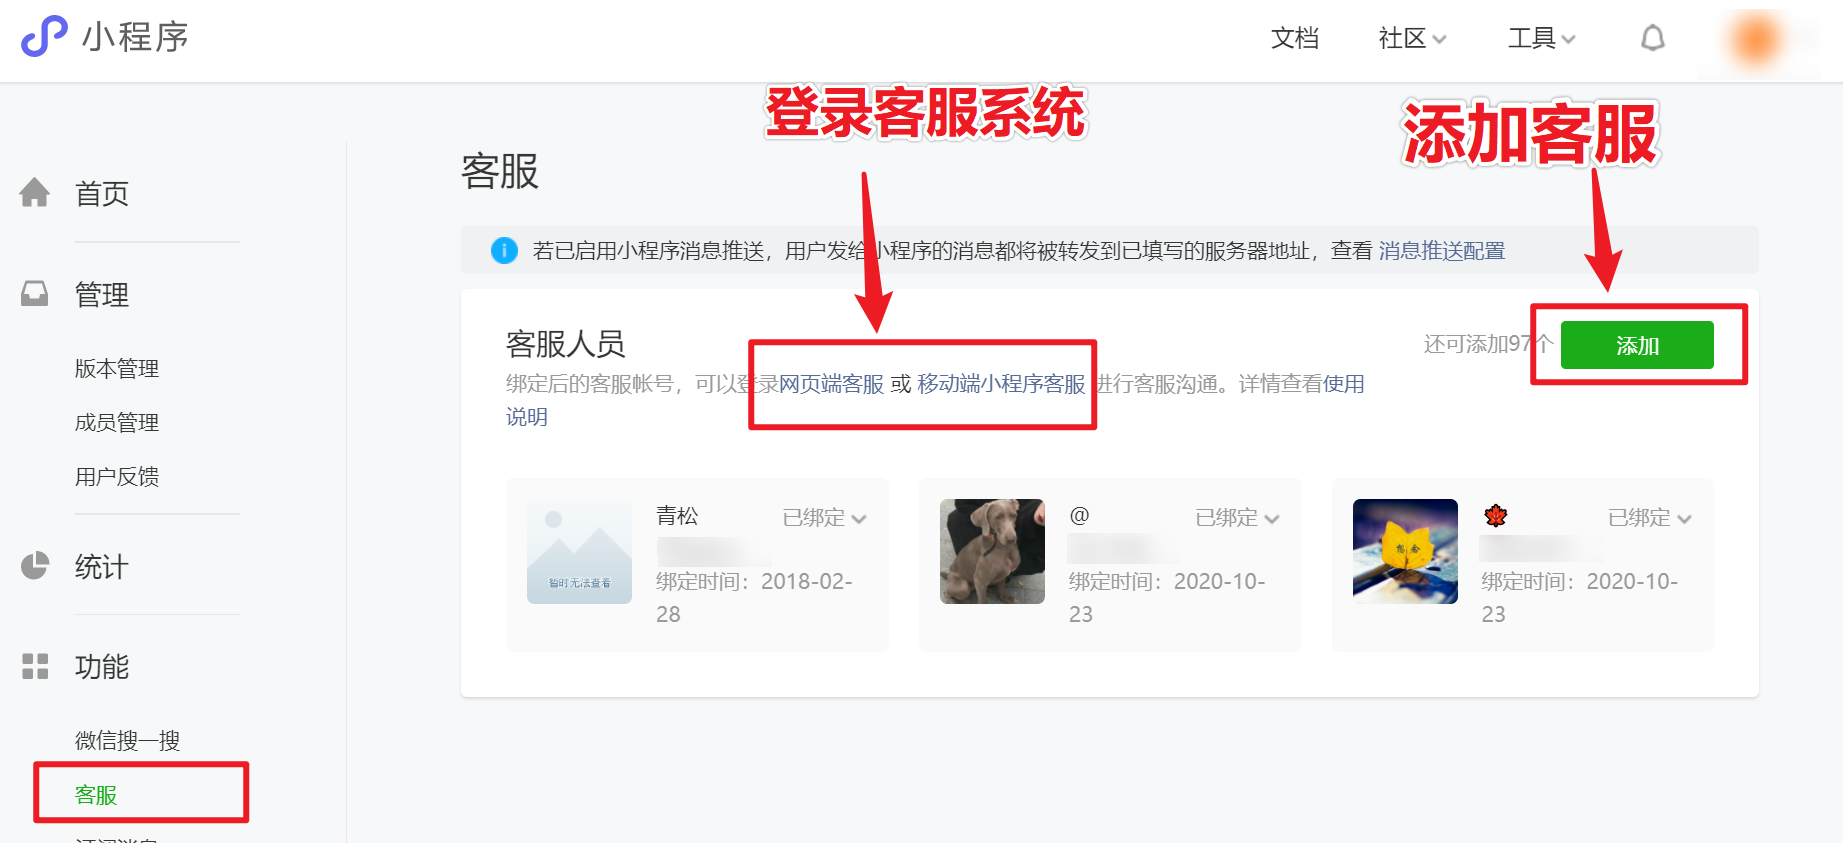 小程序
文档
社区
工具
登录客服系统
添加客服
客服
首页
若已启用小程序消息推送，用户发给小程序的消息都将被转发到已填写的服务器地址，查看 消息推送配置
管理
客服人员
还可添加97个
添加
绑定后的客服帐号，可以登录网页端客服 或 移动端小程序客服 进行客服沟通。详情查看使用
说明
版本管理
成员管理
用户反馈
青松
已绑定
暂时无法查看
绑定时间：2018-02-
28
@
已绑定
绑定时间：2020-10-
23
已绑定
绑定时间：2020-10-
23
统计
功能
微信搜一搜
客服